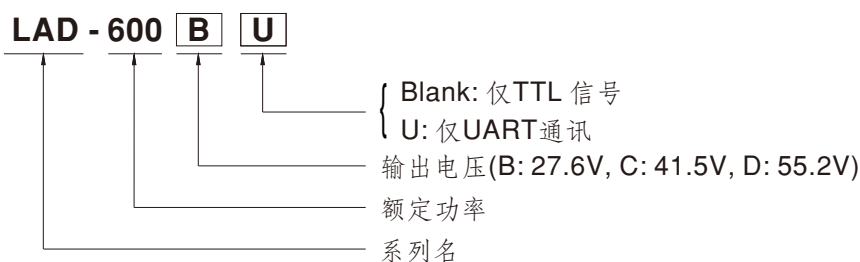 LAD - 600 B U
Blank: 仅TTL 信号
U: 仅UART通讯
输出电压(B: 27.6V, C: 41.5V, D: 55.2V)
额定功率
系列名